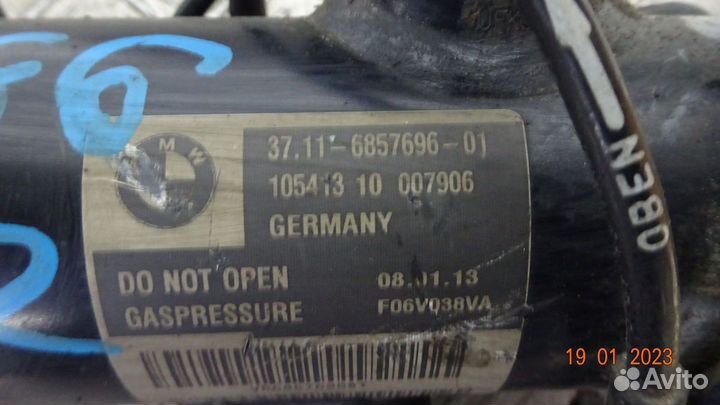 BMW
37.11-6857696-01
105413 10 007906
GERMANY
DO NOT OPEN
GASPRESSURE
08.01.13
F06V038VA
083N
19 01 2023
Avito